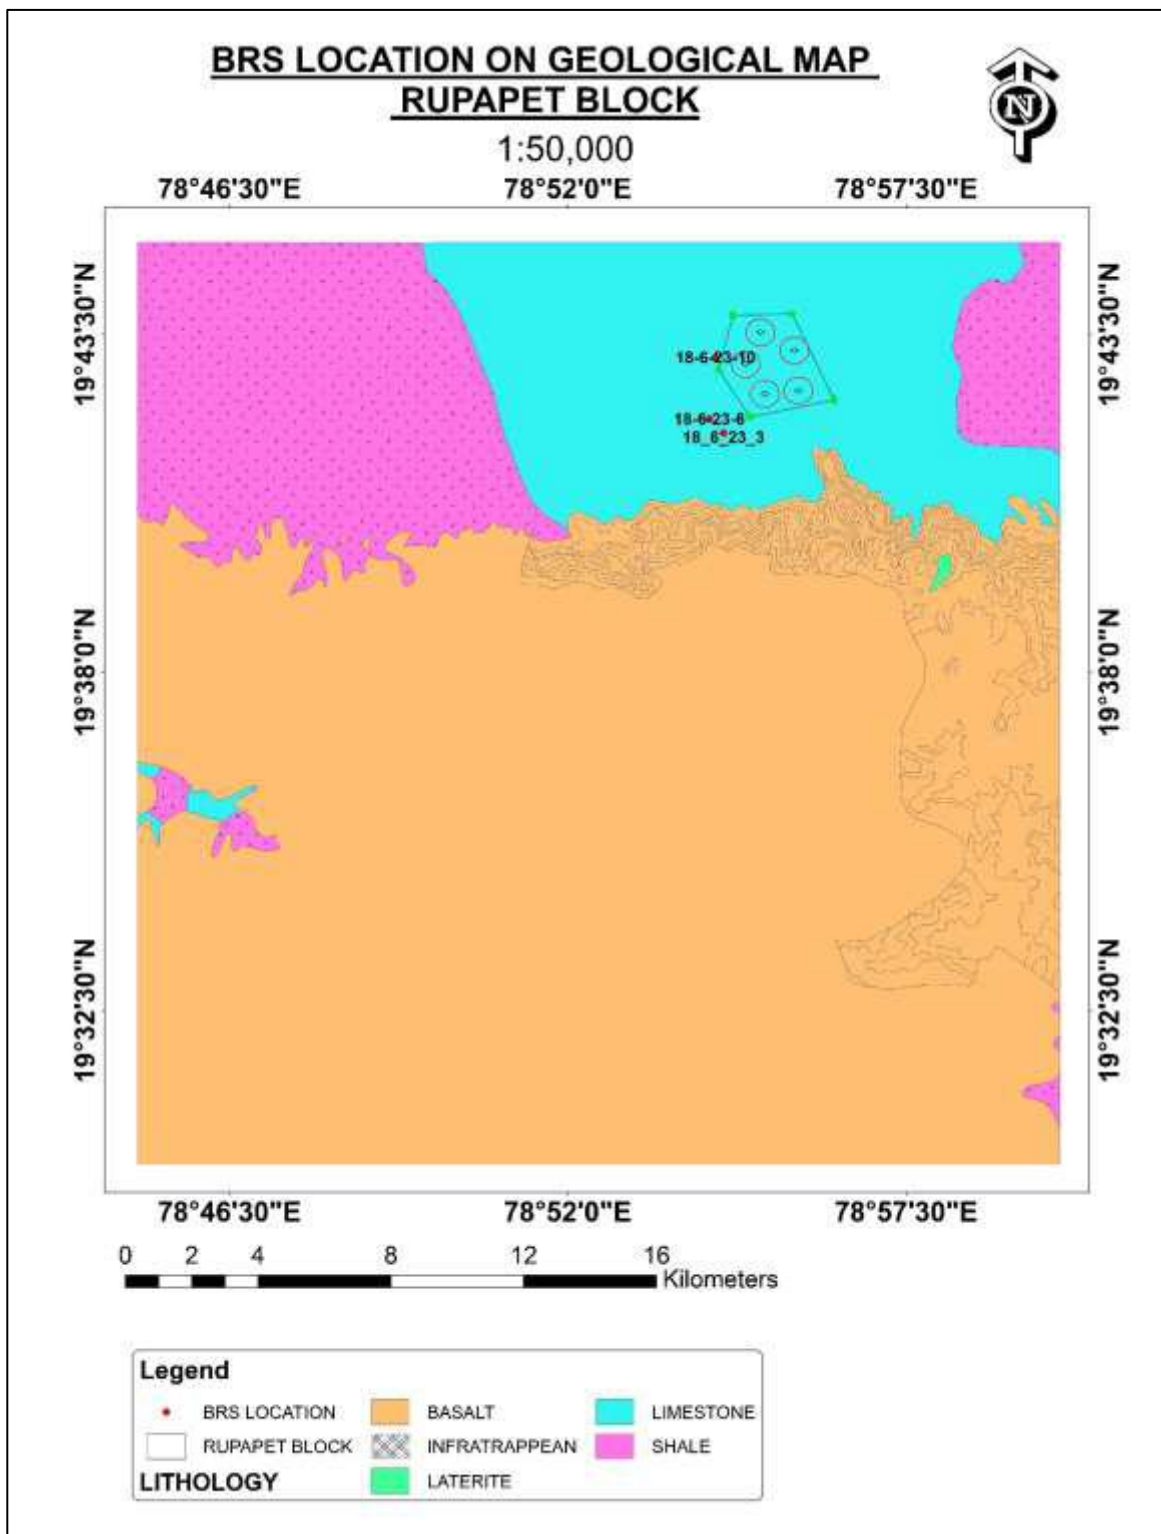 BRS LOCATION ON GEOLOGICAL MAP
RUPAPET BLOCK
N
1:50,000
78°46'30"E 78°52'0"E 78°57'30"E
19°43'30"N 19°43'30"N
18-6-23-10
18-6-23-6
18_6_23_3
19°38'0"N 19°38'0"N
19°32'30"N 19°32'30"N
78°46'30"E 78°52'0"E 78°57'30"E
0 2 4 8 12 16
Kilometers
Legend
BRS LOCATION BASALT LIMESTONE
RUPAPET BLOCK INFRATRAPPEAN SHALE
LITHOLOGY LATERITE